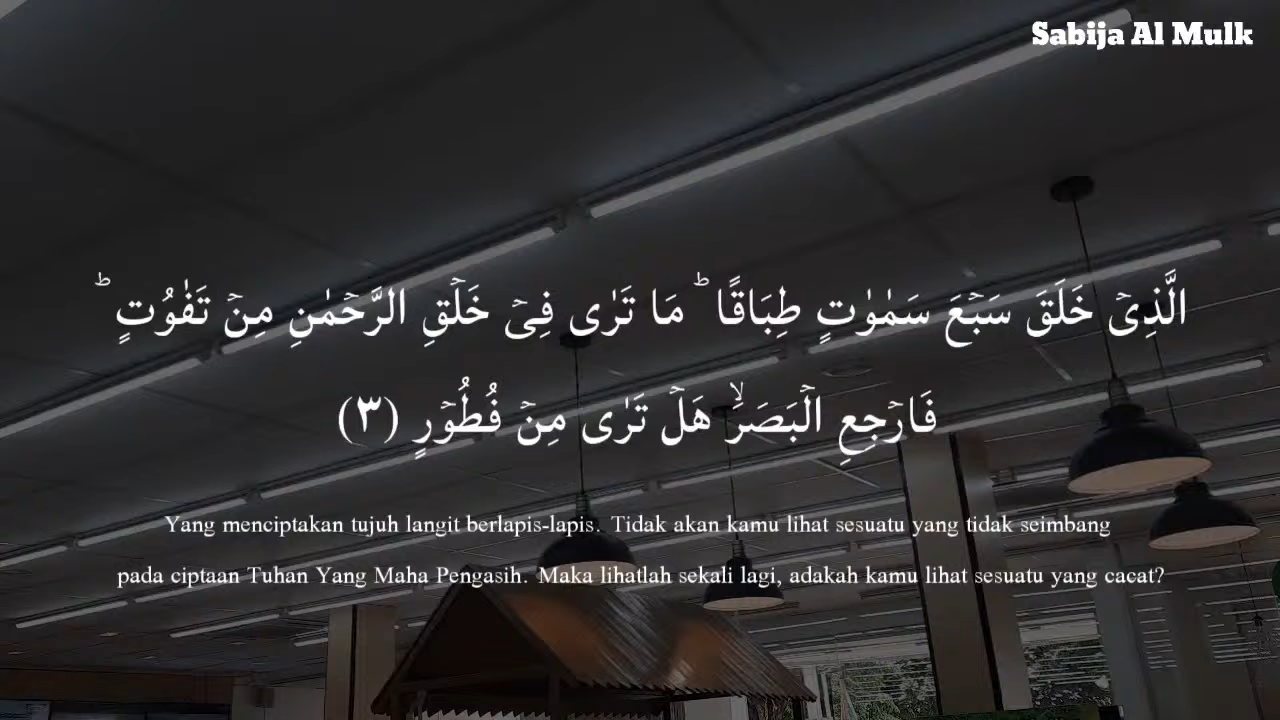 Sabija Al Mulk
الَّذِىۡ خَلَقَ سَبۡعَ سَمٰوٰتٍ طِبَاقًا ؕ مَا تَرٰى فِىۡ خَلۡقِ الرَّحۡمٰنِ مِنۡ تَفٰوُتٍ ؕ
فَارۡجِعِ الۡبَصَرَۙ هَلۡ تَرٰى مِنۡ فُطُوۡرٍ (٣)
Yang menciptakan tujuh langit berlapis-lapis. Tidak akan kamu lihat sesuatu yang tidak seimbang
pada ciptaan Tuhan Yang Maha Pengasih. Maka lihatlah sekali lagi, adakah kamu lihat sesuatu yang cacat?